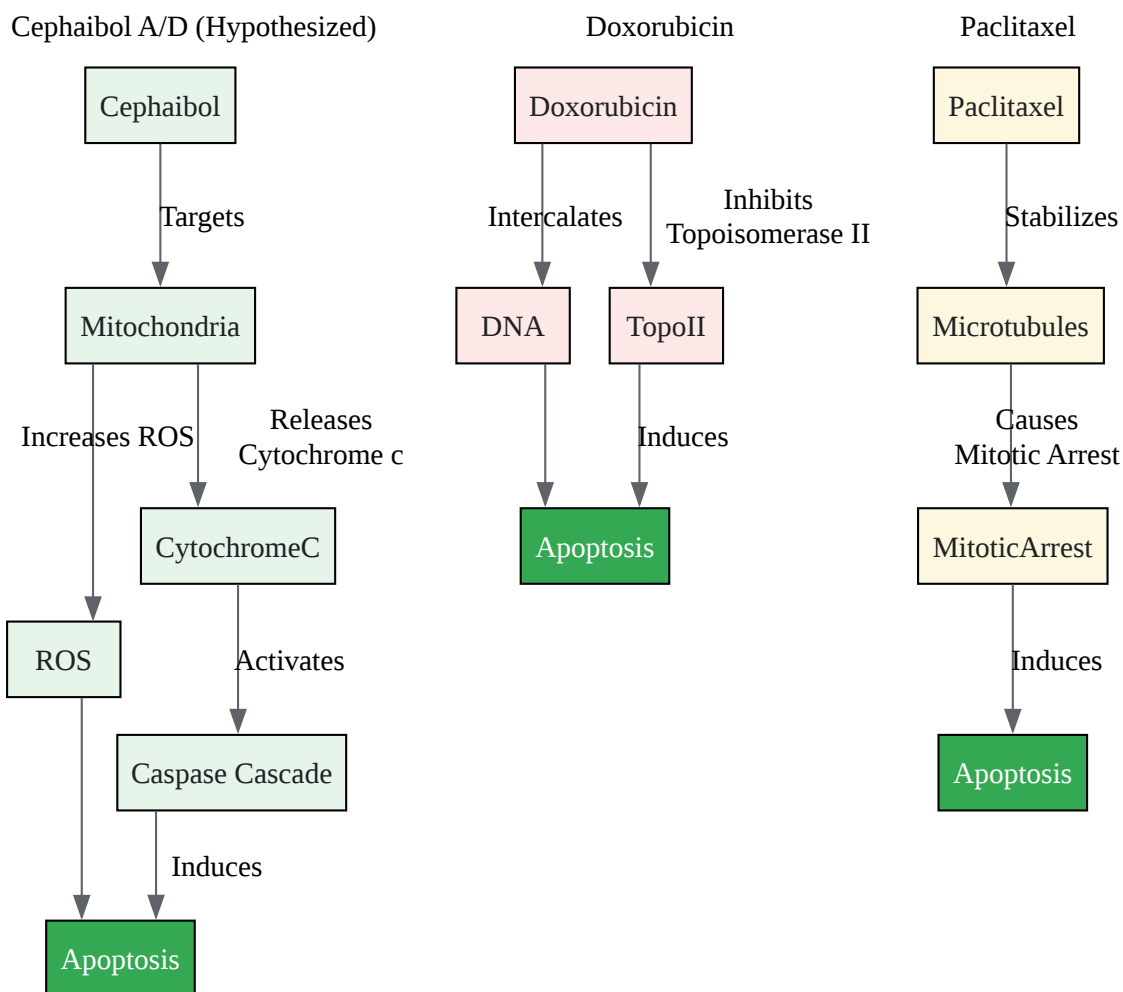 Cephaibol A/D (Hypothesized)
Cephaibol
Targets
Mitochondria
Increases ROS
Releases
Cytochrome c
CytochromeC
ROS
Activates
Caspase Cascade
Induces
Apoptosis
Doxorubicin
Doxorubicin
Intercalates
Inhibits
Topoisomerase II
DNA
TopoII
Induces
Apoptosis
Paclitaxel
Paclitaxel
Stabilizes
Microtubules
Causes
Mitotic Arrest
MitoticArrest
Induces
Apoptosis